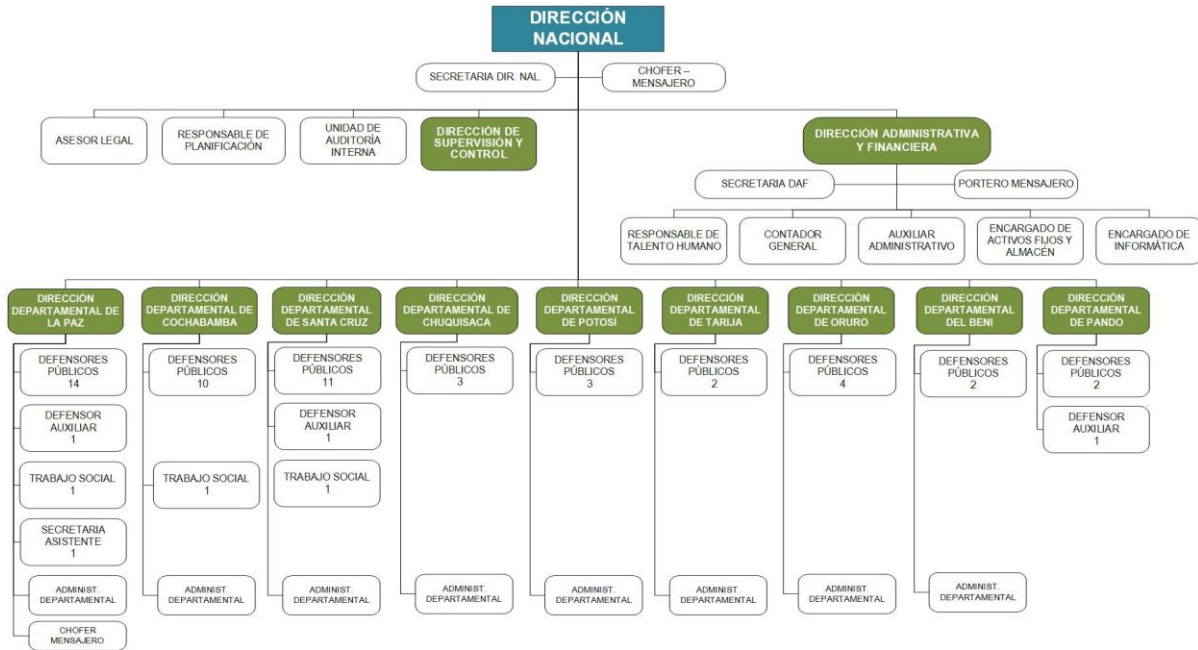 DIRECCIÓN
NACIONAL
SECRETARIA DIR. NAL.
CHOFER –
MENSAJERO
ASESOR LEGAL
RESPONSABLE DE
PLANIFICACIÓN
UNIDAD DE
AUDITORÍA
INTERNA
DIRECCIÓN DE
SUPERVISIÓN Y
CONTROL
DIRECCIÓN ADMINISTRATIVA
Y FINANCIERA
SECRETARIA DAF
PORTERO MENSAJERO
RESPONSABLE DE
TALENTO HUMANO
CONTADOR
GENERAL
AUXILIAR
ADMINISTRATIVO
ENCARGADO DE
ACTIVOS FIJOS Y
ALMACÉN
ENCARGADO DE
INFORMÁTICA
DIRECCIÓN
DEPARTAMENTAL DE
LA PAZ
DEFENSORES
PÚBLICOS
14
DEFENSOR
AUXILIAR
1
TRABAJO SOCIAL
1
SECRETARIA
ASISTENTE
1
ADMINIST.
DEPARTAMENTAL
CHOFER
MENSAJERO
DIRECCIÓN
DEPARTAMENTAL DE
COCHABAMBA
DEFENSORES
PÚBLICOS
10
TRABAJO SOCIAL
1
ADMINIST.
DEPARTAMENTAL
DIRECCIÓN
DEPARTAMENTAL
DE SANTA CRUZ
DEFENSORES
PÚBLICOS
11
DEFENSOR
AUXILIAR
1
TRABAJO SOCIAL
1
ADMINIST.
DEPARTAMENTAL
DIRECCIÓN
DEPARTAMENTAL DE
CHUQUISACA
DEFENSORES
PÚBLICOS
3
ADMINIST.
DEPARTAMENTAL
DIRECCIÓN
DEPARTAMENTAL
DE POTOSÍ
DEFENSORES
PÚBLICOS
3
ADMINIST.
DEPARTAMENTAL
DIRECCIÓN
DEPARTAMENTAL
DE TARIJA
DEFENSORES
PÚBLICOS
2
ADMINIST.
DEPARTAMENTAL
DIRECCIÓN
DEPARTAMENTAL
DE ORURO
DEFENSORES
PÚBLICOS
4
ADMINIST.
DEPARTAMENTAL
DIRECCIÓN
DEPARTAMENTAL
DEL BENI
DEFENSORES
PÚBLICOS
2
ADMINIST.
DEPARTAMENTAL
DIRECCIÓN
DEPARTAMENTAL
DE PANDO
DEFENSORES
PÚBLICOS
2
DEFENSOR
AUXILIAR
1